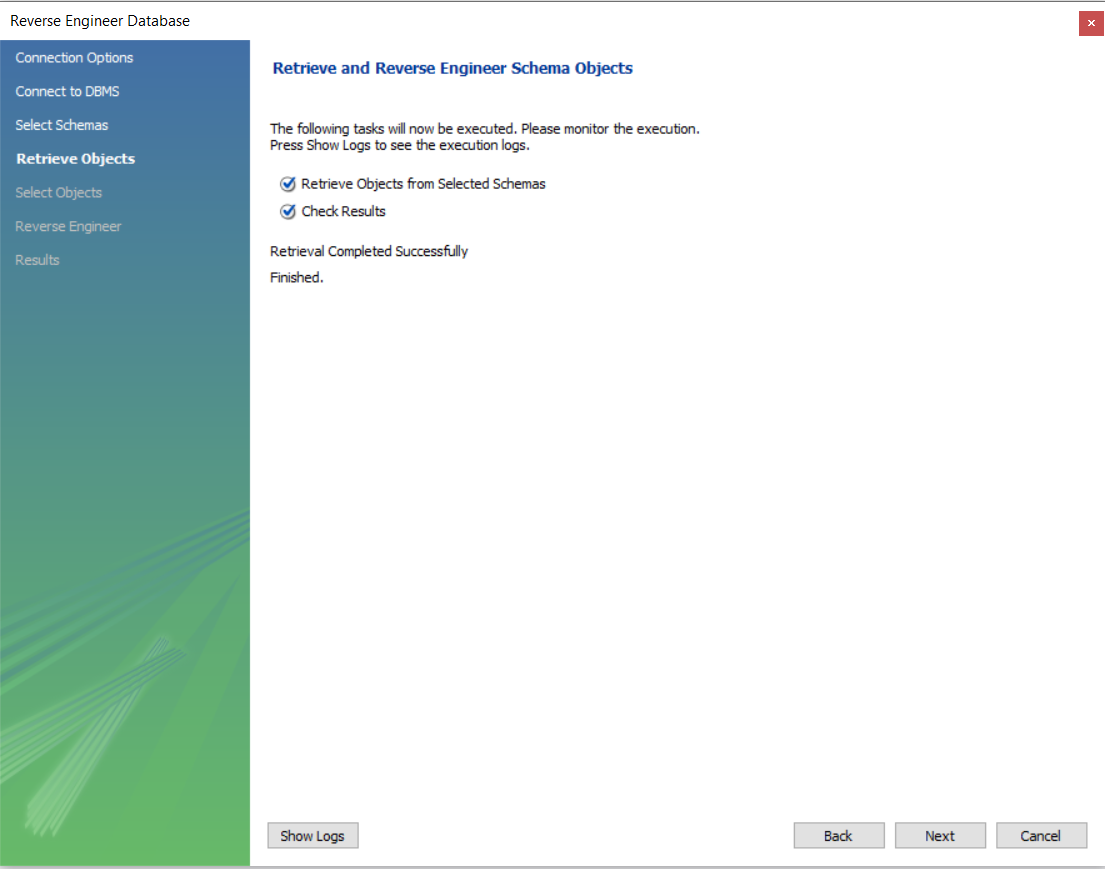 Reverse Engineer Database
Connection Options
Connect to DBMS
Select Schemas
Retrieve Objects
Select Objects
Reverse Engineer
Results
Retrieve and Reverse Engineer Schema Objects
The following tasks will now be executed. Please monitor the execution.
Press Show Logs to see the execution logs.
Retrieve Objects from Selected Schemas
Check Results
Retrieval Completed Successfully
Finished.
Show Logs
Back
Next
Cancel